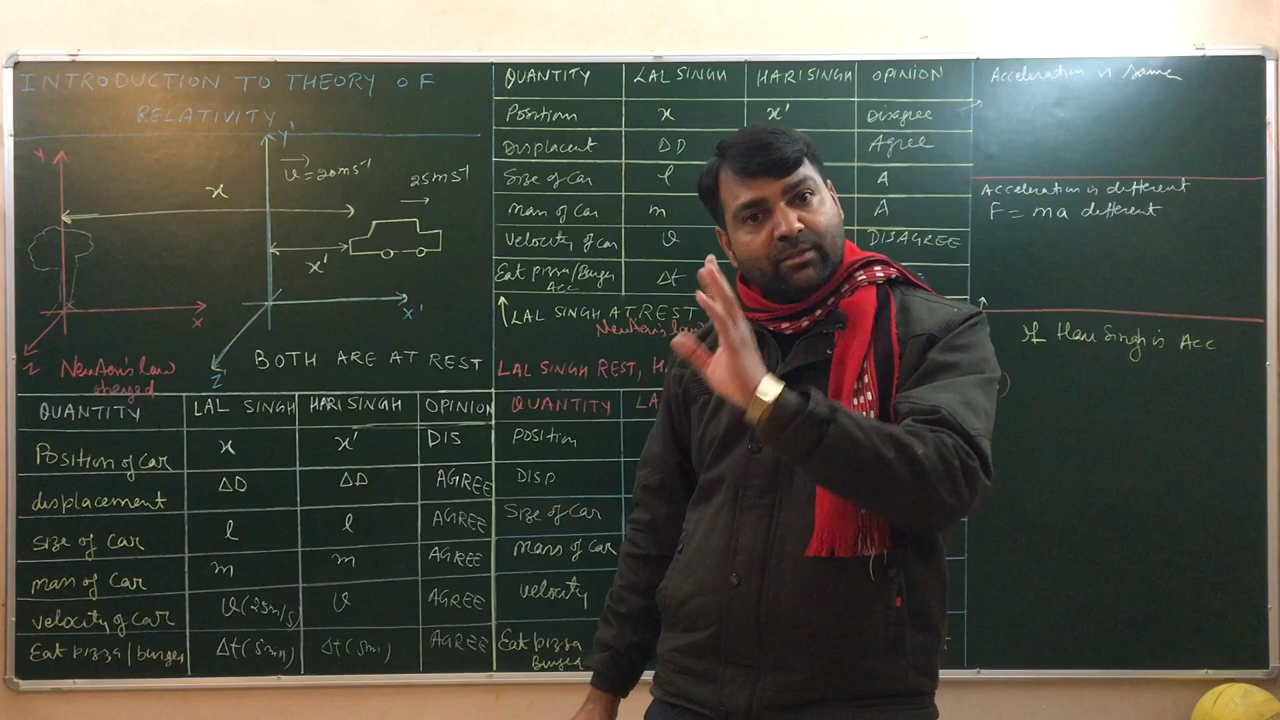 INTRODUCTION TO THEORY OF
RELATIVITY
Y
Y'
x
v = 20ms⁻¹
25ms⁻¹
x'
X
X'
Z
Z
Newton's law
obeyed
BOTH ARE AT REST
QUANTITY LAL SINGH HARI SINGH OPINION
Position of car x x' DIS
displacement ΔD ΔD AGREE
size of car l l AGREE
mass of car m m AGREE
velocity of car v(25m/s) v AGREE
Eat pizza/burger Δt(5min) Δt(5min) AGREE
QUANTITY LAL SINGH HARI SINGH OPINION
Position x x' Disagree
Displacent ΔD Agree
Size of Car l A
Mass of Car m A
Velocity of car v DISAGREE
Eat pizza/Burger Δt
Acc
LAL SINGH AT REST
Newton's law
LAL SINGH REST, H
QUANTITY LA
POSITION
DISP
Size of Car
Mass of Car
velocity
Eat pizza
Burger
Acceleration is same
Acceleration is different
F = ma different
If Hari Singh is Acc